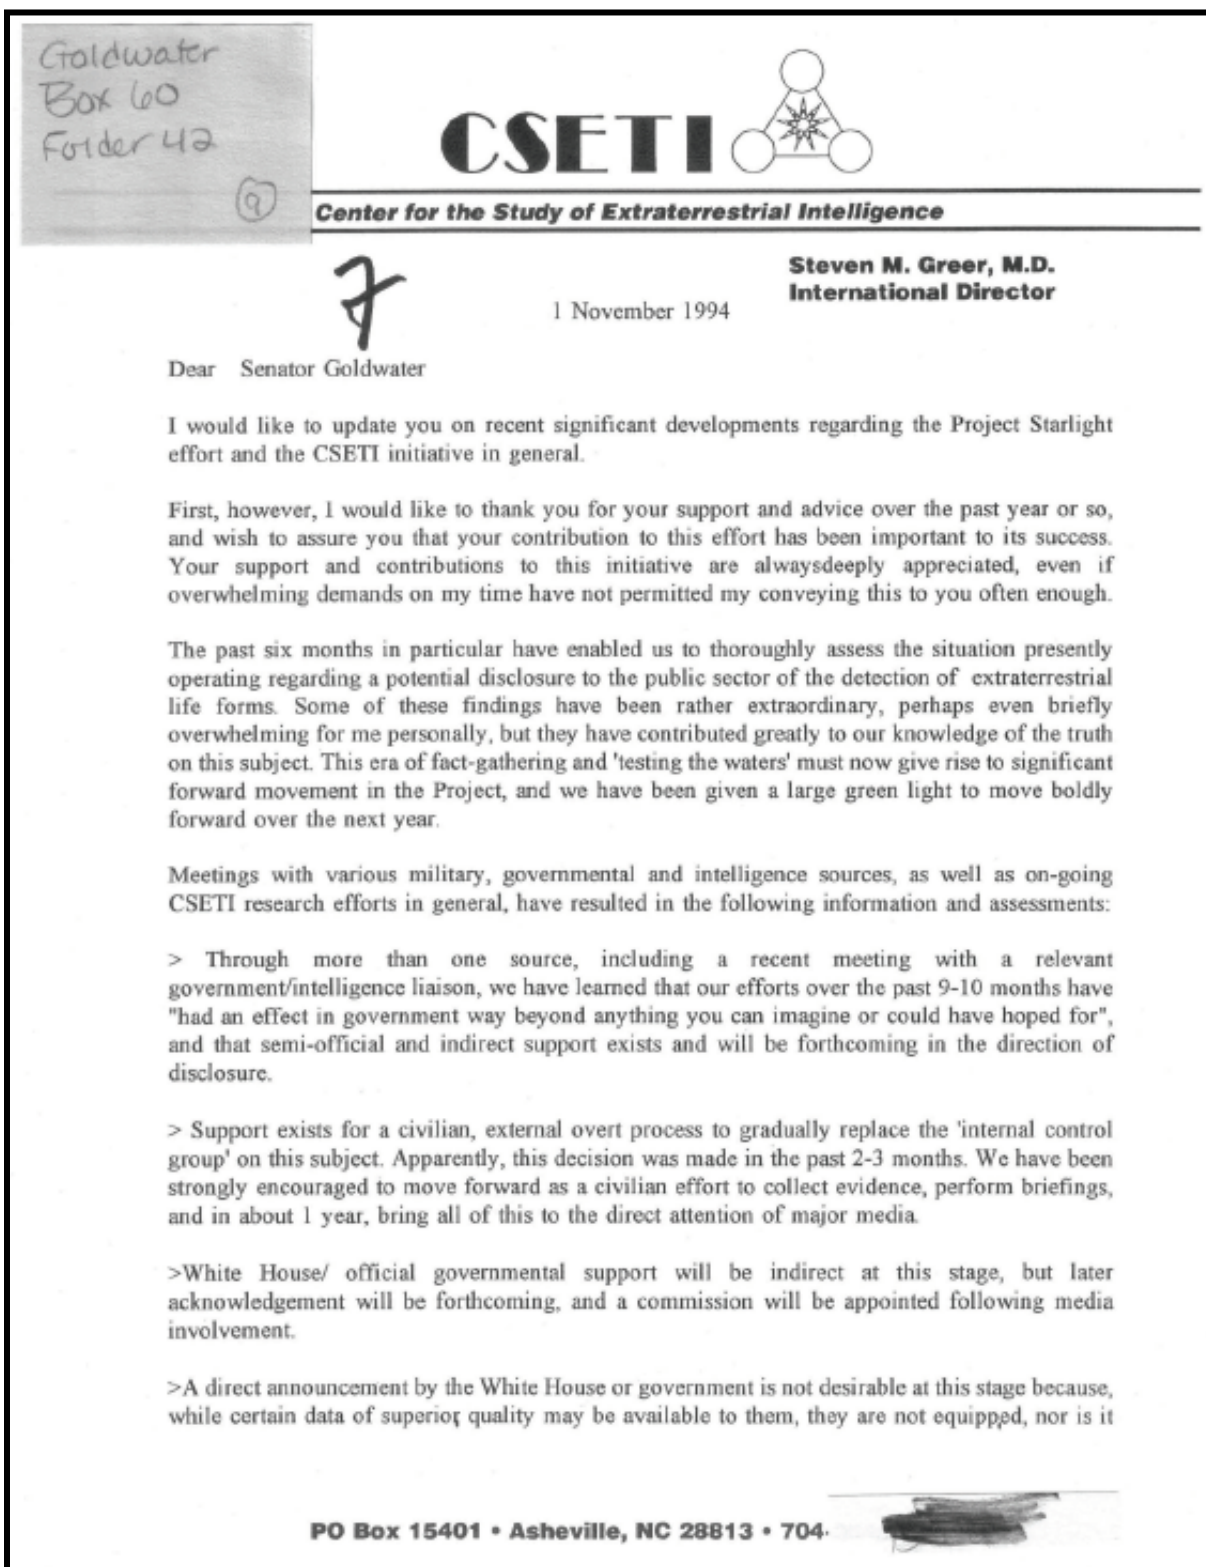 Goldwater
Box 60
Folder 42
9
CSETI
Center for the Study of Extraterrestrial Intelligence
Steven M. Greer, M.D.
International Director
1 November 1994
Dear Senator Goldwater
I would like to update you on recent significant developments regarding the Project Starlight
effort and the CSETI initiative in general.
First, however, I would like to thank you for your support and advice over the past year or so,
and wish to assure you that your contribution to this effort has been important to its success.
Your support and contributions to this initiative are alwaysdeeply appreciated, even if
overwhelming demands on my time have not permitted my conveying this to you often enough.
The past six months in particular have enabled us to thoroughly assess the situation presently
operating regarding a potential disclosure to the public sector of the detection of extraterrestrial
life forms. Some of these findings have been rather extraordinary, perhaps even briefly
overwhelming for me personally, but they have contributed greatly to our knowledge of the truth
on this subject. This era of fact-gathering and 'testing the waters' must now give rise to significant
forward movement in the Project, and we have been given a large green light to move boldly
forward over the next year.
Meetings with various military, governmental and intelligence sources, as well as on-going
CSETI research efforts in general, have resulted in the following information and assessments:
> Through more than one source, including a recent meeting with a relevant
government/intelligence liaison, we have learned that our efforts over the past 9-10 months have
"had an effect in government way beyond anything you can imagine or could have hoped for",
and that semi-official and indirect support exists and will be forthcoming in the direction of
disclosure.
> Support exists for a civilian, external overt process to gradually replace the 'internal control
group' on this subject. Apparently, this decision was made in the past 2-3 months. We have been
strongly encouraged to move forward as a civilian effort to collect evidence, perform briefings,
and in about 1 year, bring all of this to the direct attention of major media.
>White House/ official governmental support will be indirect at this stage, but later
acknowledgement will be forthcoming, and a commission will be appointed following media
involvement.
>A direct announcement by the White House or government is not desirable at this stage because,
while certain data of superior quality may be available to them, they are not equipped, nor is it
PO Box 15401 • Asheville, NC 28813 • 704-